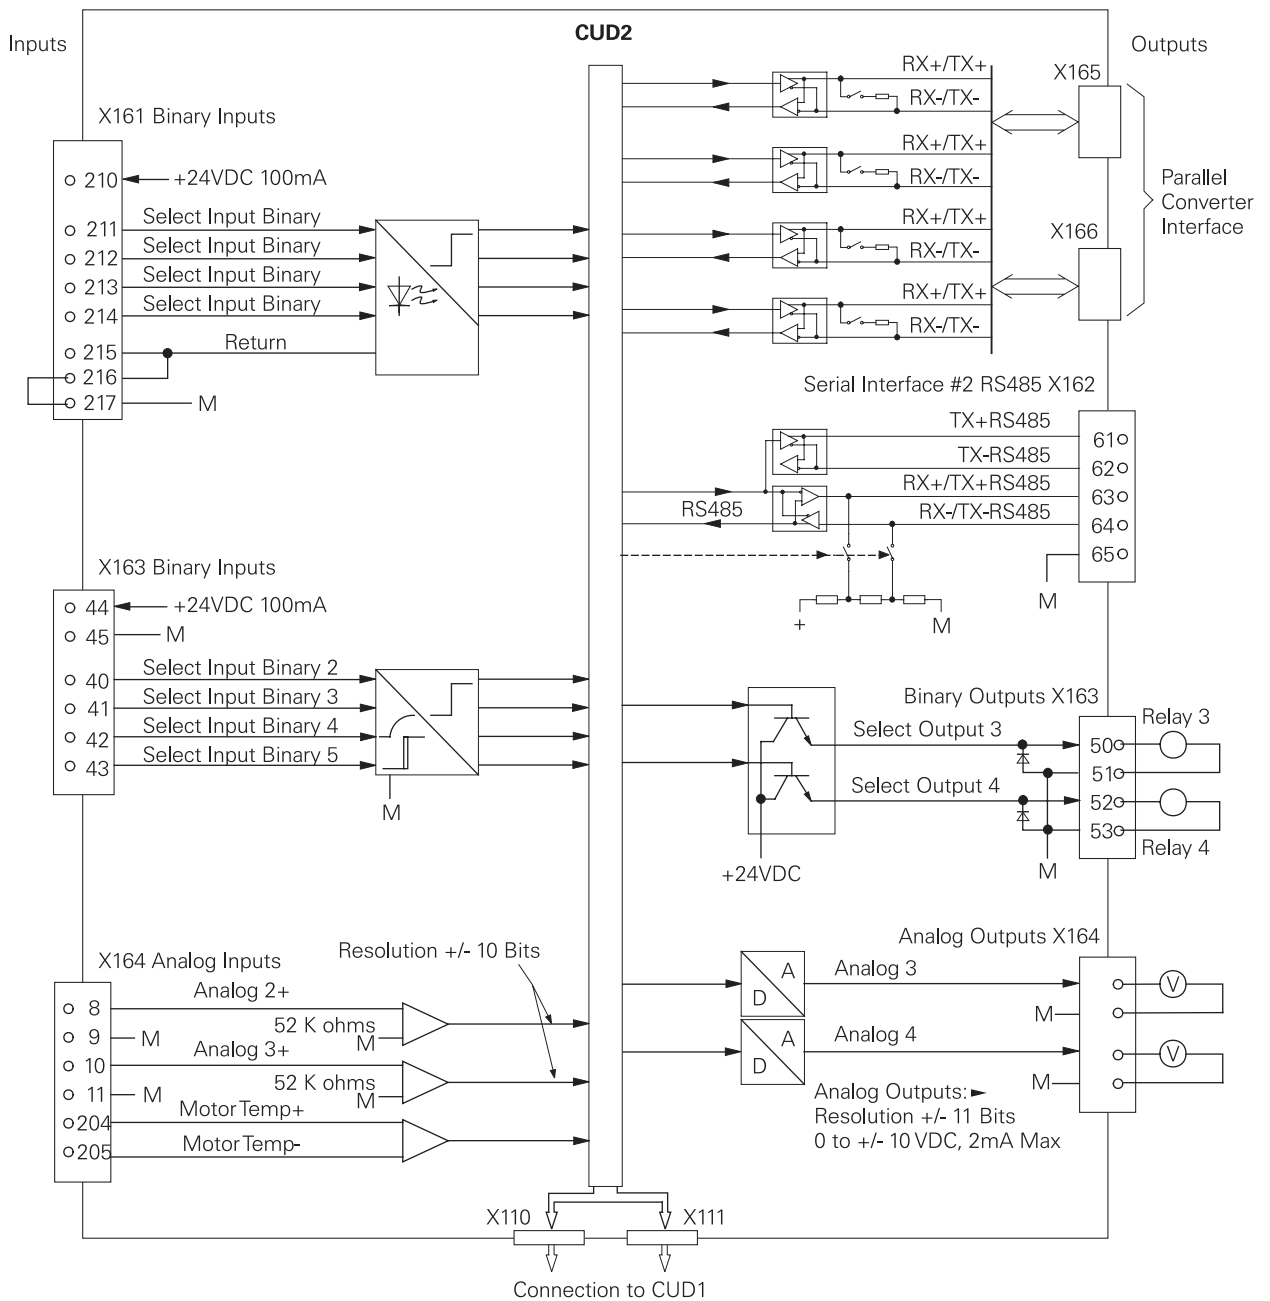 CUD2
Inputs
Outputs
X161 Binary Inputs
210
+24VDC 100mA
211
Select Input Binary
212
Select Input Binary
213
Select Input Binary
214
Select Input Binary
215
Return
216
217
M
X163 Binary Inputs
44
+24VDC 100mA
45
M
40
Select Input Binary 2
41
Select Input Binary 3
42
Select Input Binary 4
43
Select Input Binary 5
M
X164 Analog Inputs
Resolution +/- 10 Bits
8
Analog 2+
52 K ohms
9
M
M
10
Analog 3+
52 K ohms
11
M
M
204
Motor Temp+
205
Motor Temp-
RX+/TX+
RX-/TX-
RX+/TX+
RX-/TX-
RX+/TX+
RX-/TX-
RX+/TX+
RX-/TX-
X165
X166
Parallel
Converter
Interface
Serial Interface #2 RS485 X162
TX+RS485
61
TX-RS485
62
RX+/TX+RS485
63
RS485
RX-/TX-RS485
64
65
M
+
M
Binary Outputs X163
Relay 3
Select Output 3
50
51
Select Output 4
52
53
Relay 4
+24VDC
M
Analog Outputs X164
A
D
Analog 3
V
M
A
D
Analog 4
V
M
Analog Outputs:
Resolution +/- 11 Bits
0 to +/- 10 VDC, 2mA Max
X110
X111
Connection to CUD1